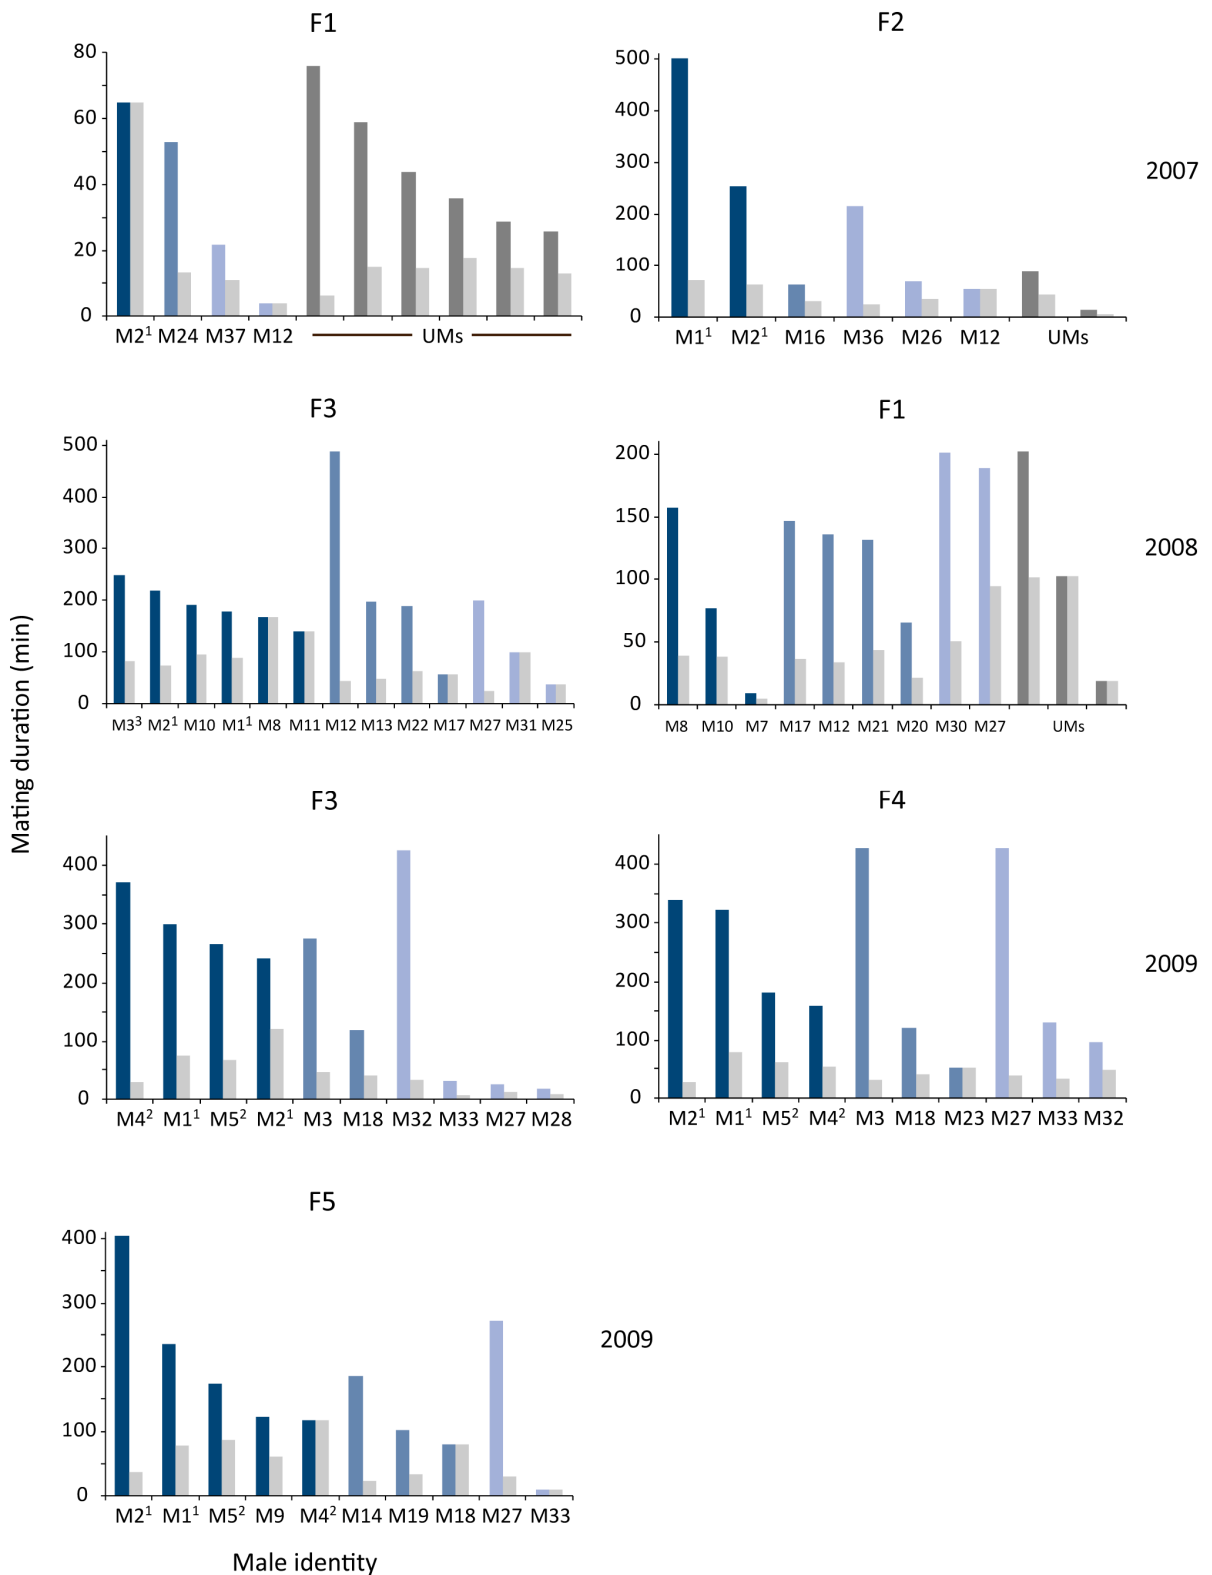 F1
80
60
40
20
0
M2¹ M24 M37 M12 UMs
F2
500
400
300
200
100
0
M1¹ M2¹ M16 M36 M26 M12 UMs
2007
F3
500
400
300
200
100
0
M3³ M2¹ M10 M1¹ M8 M11 M12 M13 M22 M17 M27 M31 M25
F1
200
150
100
50
0
M8 M10 M7 M17 M12 M21 M20 M30 M27 UMs
2008
Mating duration (min)
F3
400
300
200
100
0
M4² M1¹ M5² M2¹ M3 M18 M32 M33 M27 M28
F4
400
300
200
100
0
M2¹ M1¹ M5² M4² M3 M18 M23 M27 M33 M32
2009
F5
400
300
200
100
0
M2¹ M1¹ M5² M9 M4² M14 M19 M18 M27 M33
2009
Male identity